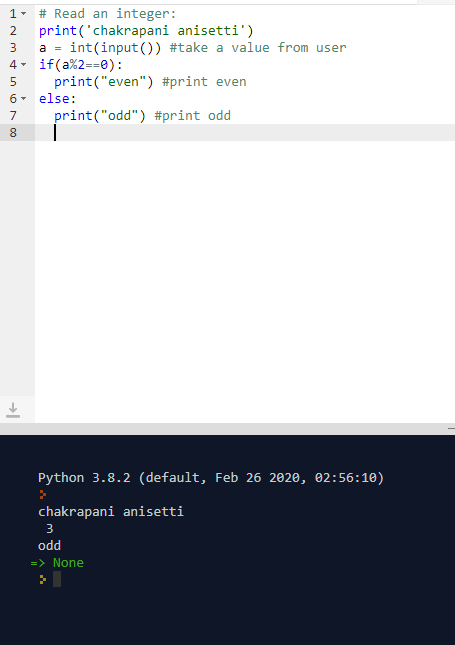 1 # Read an integer:
2 print('chakrapani anisetti')
3 a = int(input()) #take a value from user
4 if(a%2==0):
5   print("even") #print even
6 else:
7   print("odd") #print odd
8
Python 3.8.2 (default, Feb 26 2020, 02:56:10)
chakrapani anisetti
 3
odd
=> None